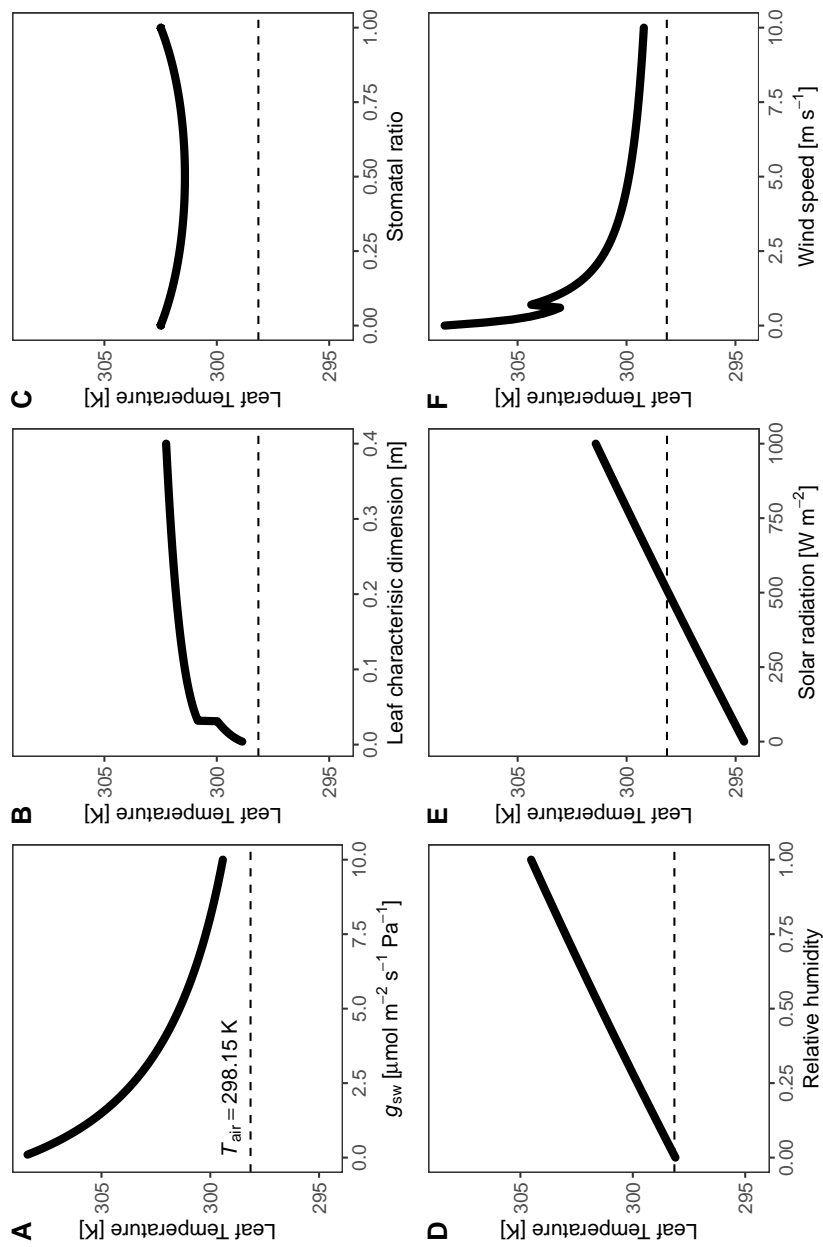 A
Leaf Temperature [K]
305
300
295
T_air = 298.15 K
0.0 2.5 5.0 7.5 10.0
g_sw [μmol m⁻² s⁻¹ Pa⁻¹]
B
Leaf Temperature [K]
305
300
295
0.0 0.1 0.2 0.3 0.4
Leaf characterisic dimension [m]
C
Leaf Temperature [K]
305
300
295
0.00 0.25 0.50 0.75 1.00
Stomatal ratio
D
Leaf Temperature [K]
305
300
295
0.00 0.25 0.50 0.75 1.00
Relative humidity
E
Leaf Temperature [K]
305
300
295
0 250 500 750 1000
Solar radiation [W m⁻²]
F
Leaf Temperature [K]
305
300
295
0.0 2.5 5.0 7.5 10.0
Wind speed [m s⁻¹]